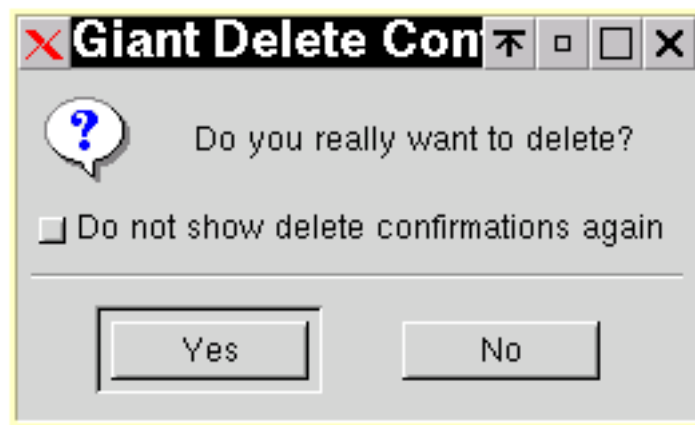 Giant Delete Con
Do you really want to delete?
Do not show delete confirmations again
Yes
No